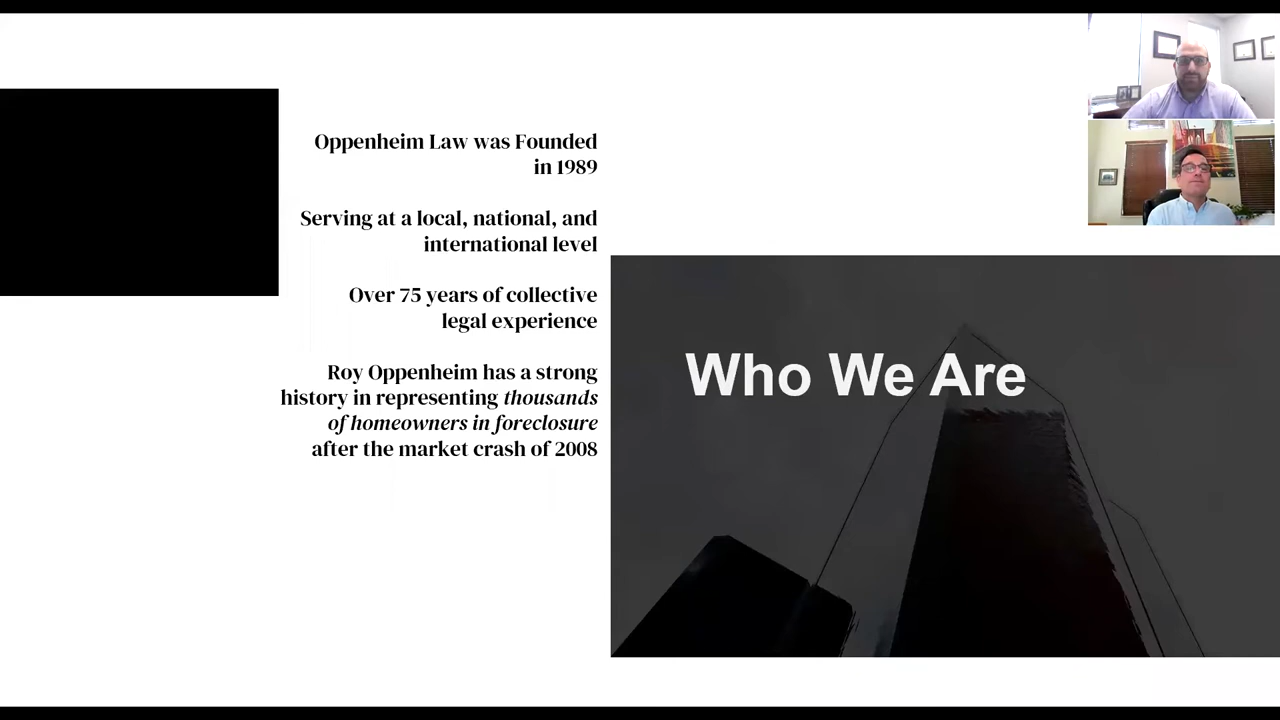 Oppenheim Law was Founded
in 1989
Serving at a local, national, and
international level
Over 75 years of collective
legal experience
Roy Oppenheim has a strong
history in representing thousands
of homeowners in foreclosure
after the market crash of 2008
Who We Are